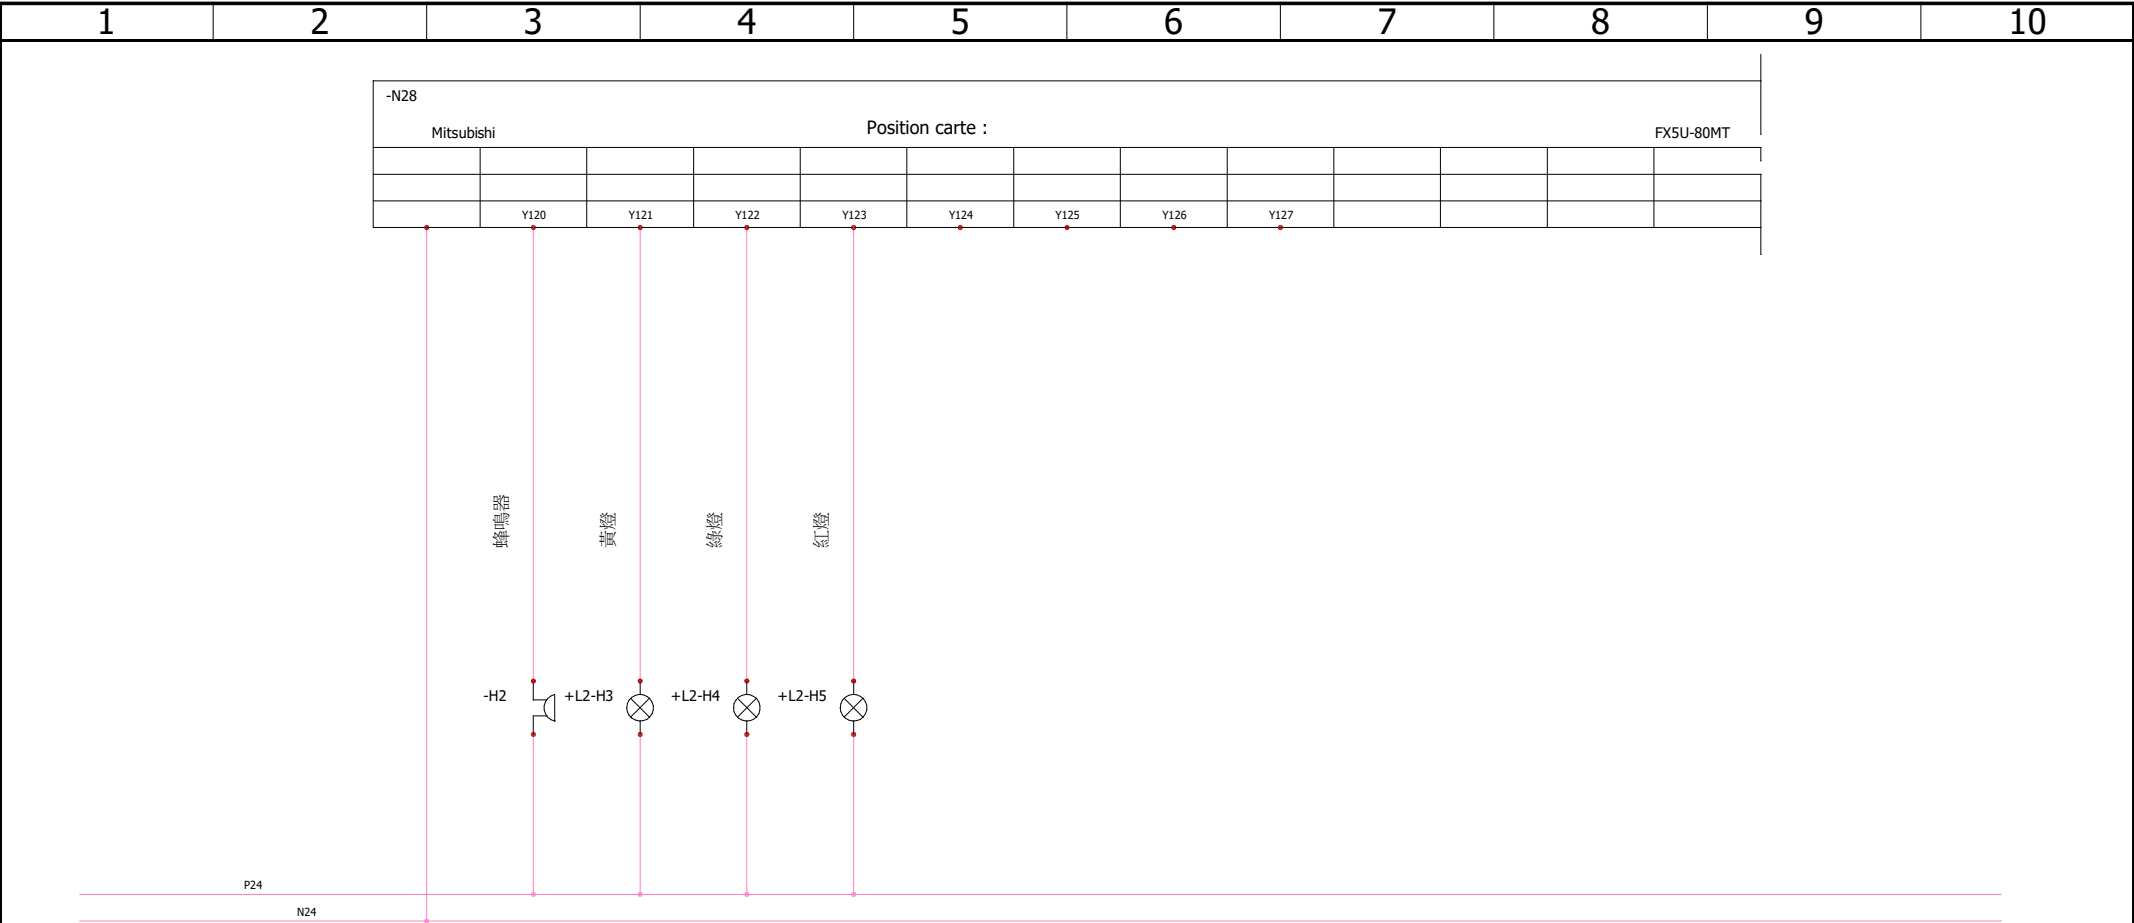 1 2 3 4 5 6 7 8 9 10
-N28
Mitsubishi Position carte : FX5U-80MT
Y120 Y121 Y122 Y123 Y124 Y125 Y126 Y127
蜂鳴器
黃燈
綠燈
紅燈
-H2 +L2-H3 +L2-H4 +L2-H5
P24
N24